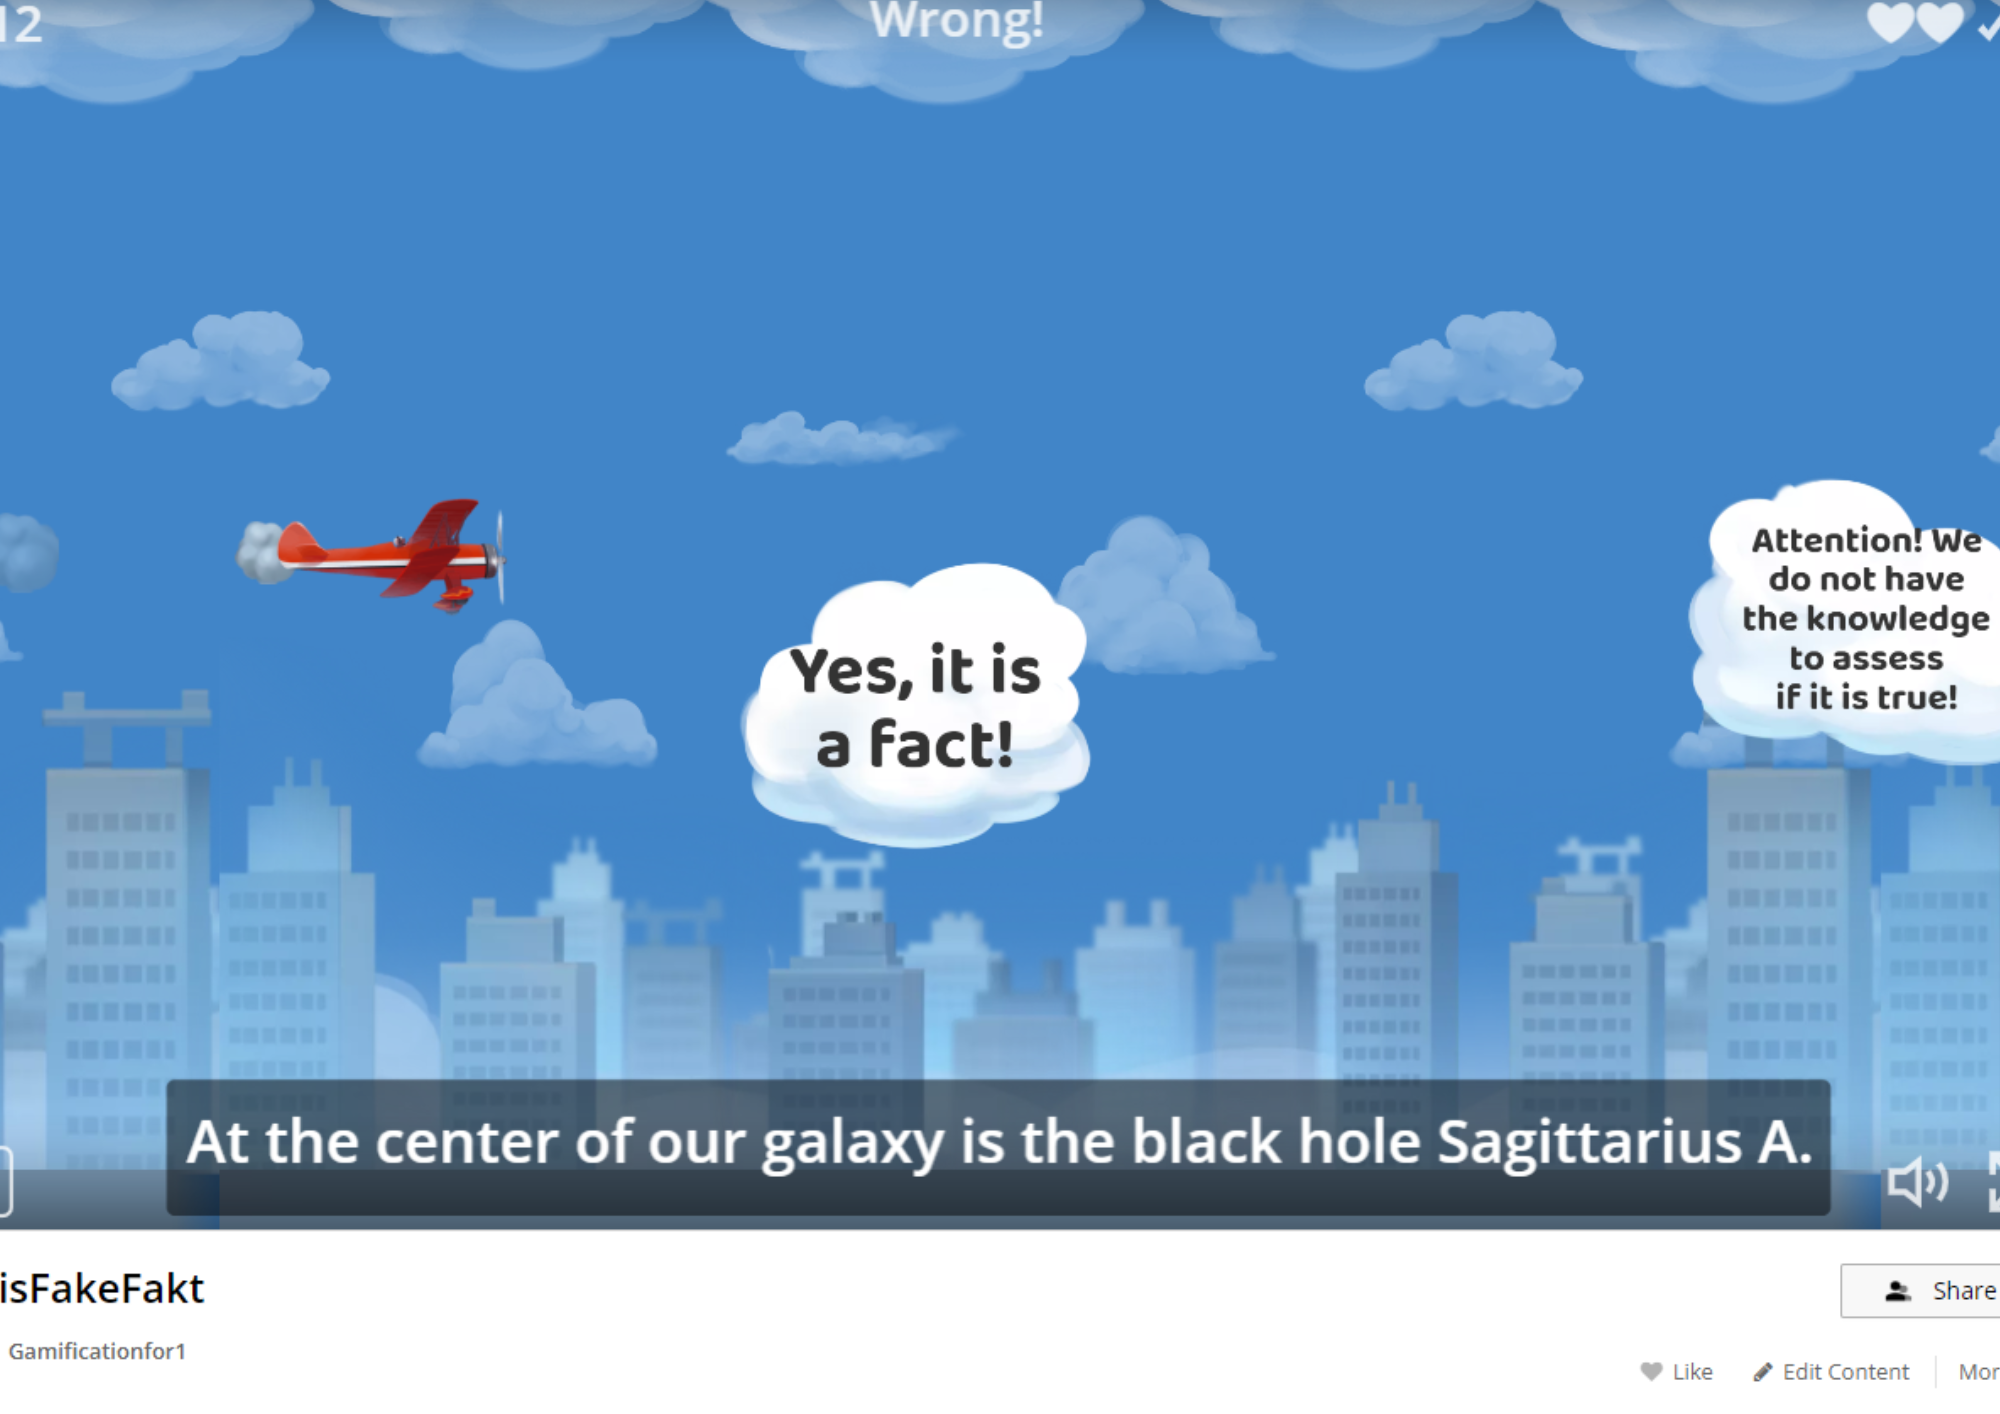 12
Wrong!
Attention! We
do not have
the knowledge
to assess
if it is true!
Yes, it is
a fact!
At the center of our galaxy is the black hole Sagittarius A.
isFakeFakt
Share
Gamificationfor1
Like
Edit Content
Mor